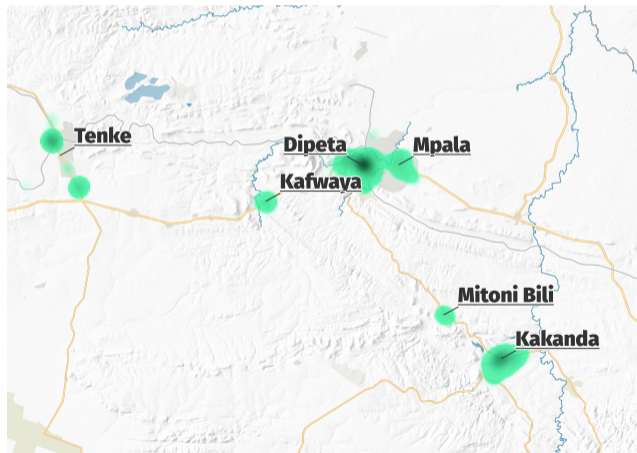 Tenke
Dipeta
Mpala
Kafwaya
Mitoni Bili
Kakanda